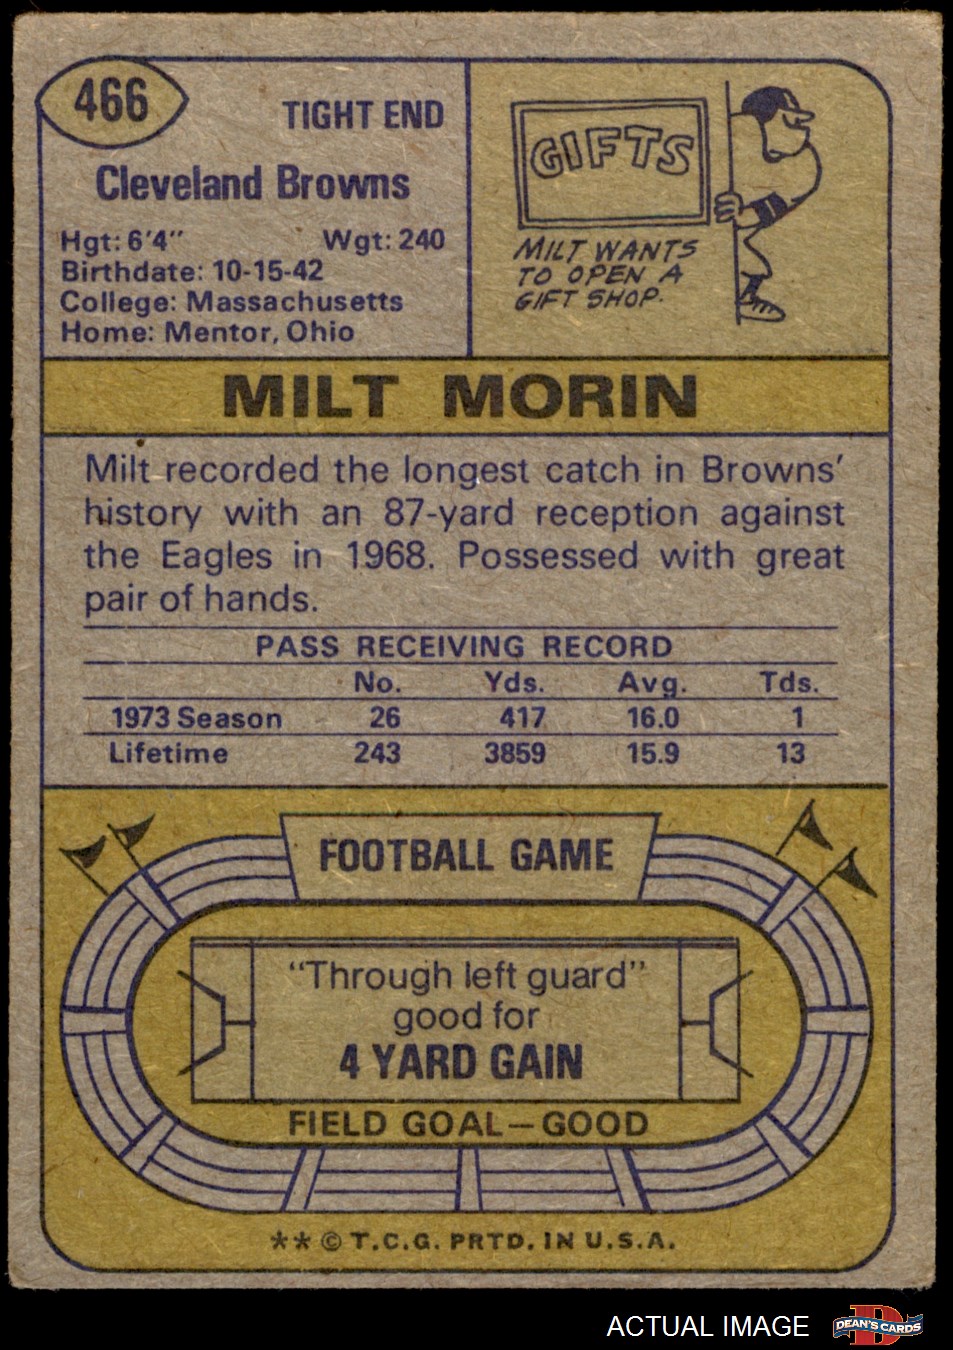 466
TIGHT END
Cleveland Browns
Hgt: 6'4" Wgt: 240
Birthdate: 10-15-42
College: Massachusetts
Home: Mentor, Ohio
GIFTS
MILT WANTS
TO OPEN A
GIFT SHOP.
MILT MORIN
Milt recorded the longest catch in Browns'
history with an 87-yard reception against
the Eagles in 1968. Possessed with great
pair of hands.
PASS RECEIVING RECORD
No. Yds. Avg. Tds.
1973 Season 26 417 16.0 1
Lifetime 243 3859 15.9 13
FOOTBALL GAME
"Through left guard"
good for
4 YARD GAIN
FIELD GOAL—GOOD
** © T.C.G. PRTD. IN U.S.A.
ACTUAL IMAGE
D
DEAN'S CARDS